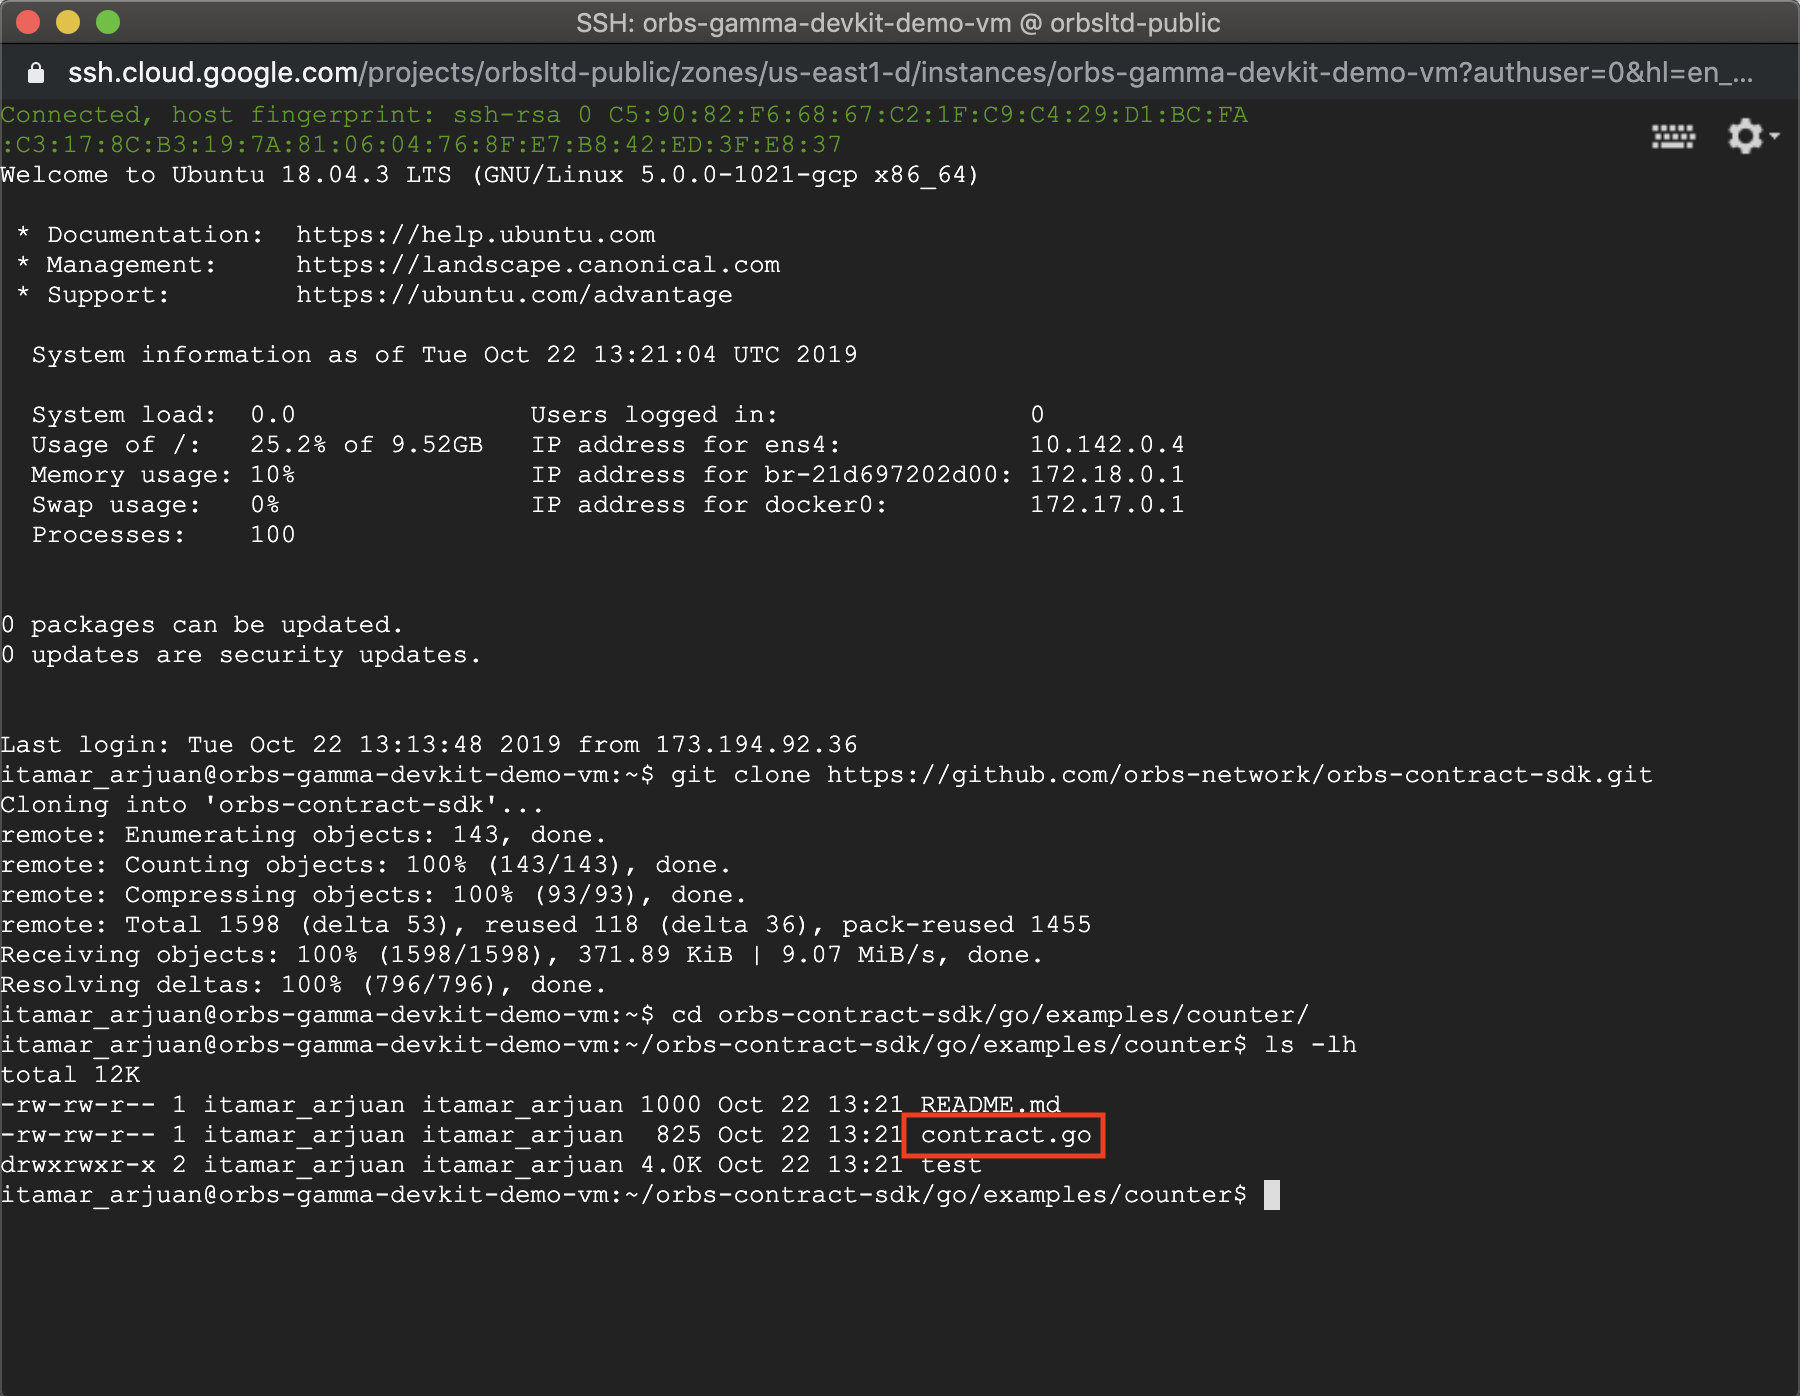 SSH: orbs-gamma-devkit-demo-vm @ orbsltd-public
ssh.cloud.google.com/projects/orbsltd-public/zones/us-east1-d/instances/orbs-gamma-devkit-demo-vm?authuser=0&hl=en_...
Connected, host fingerprint: ssh-rsa 0 C5:90:82:F6:68:67:C2:1F:C9:C4:29:D1:BC:FA
:C3:17:8C:B3:19:7A:81:06:04:76:8F:E7:B8:42:ED:3F:E8:37
Welcome to Ubuntu 18.04.3 LTS (GNU/Linux 5.0.0-1021-gcp x86_64)
* Documentation:  https://help.ubuntu.com
* Management:     https://landscape.canonical.com
* Support:        https://ubuntu.com/advantage
System information as of Tue Oct 22 13:21:04 UTC 2019
System load:  0.0               Users logged in:                0
Usage of /:   25.2% of 9.52GB   IP address for ens4:            10.142.0.4
Memory usage: 10%               IP address for br-21d697202d00: 172.18.0.1
Swap usage:   0%                IP address for docker0:         172.17.0.1
Processes:    100
0 packages can be updated.
0 updates are security updates.
Last login: Tue Oct 22 13:13:48 2019 from 173.194.92.36
itamar_arjuan@orbs-gamma-devkit-demo-vm:~$ git clone https://github.com/orbs-network/orbs-contract-sdk.git
Cloning into 'orbs-contract-sdk'...
remote: Enumerating objects: 143, done.
remote: Counting objects: 100% (143/143), done.
remote: Compressing objects: 100% (93/93), done.
remote: Total 1598 (delta 53), reused 118 (delta 36), pack-reused 1455
Receiving objects: 100% (1598/1598), 371.89 KiB | 9.07 MiB/s, done.
Resolving deltas: 100% (796/796), done.
itamar_arjuan@orbs-gamma-devkit-demo-vm:~$ cd orbs-contract-sdk/go/examples/counter/
itamar_arjuan@orbs-gamma-devkit-demo-vm:~/orbs-contract-sdk/go/examples/counter$ ls -lh
total 12K
-rw-rw-r-- 1 itamar_arjuan itamar_arjuan 1000 Oct 22 13:21 README.md
-rw-rw-r-- 1 itamar_arjuan itamar_arjuan  825 Oct 22 13:21 contract.go
drwxrwxr-x 2 itamar_arjuan itamar_arjuan 4.0K Oct 22 13:21 test
itamar_arjuan@orbs-gamma-devkit-demo-vm:~/orbs-contract-sdk/go/examples/counter$